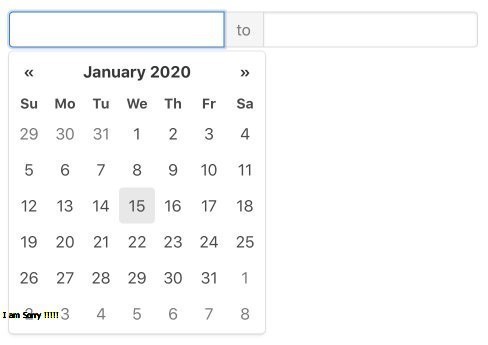 to
« January 2020 »
Su Mo Tu We Th Fr Sa
29 30 31 1 2 3 4
5 6 7 8 9 10 11
12 13 14 15 16 17 18
19 20 21 22 23 24 25
26 27 28 29 30 31 1
2 3 4 5 6 7 8
I am Sorry !!!!!